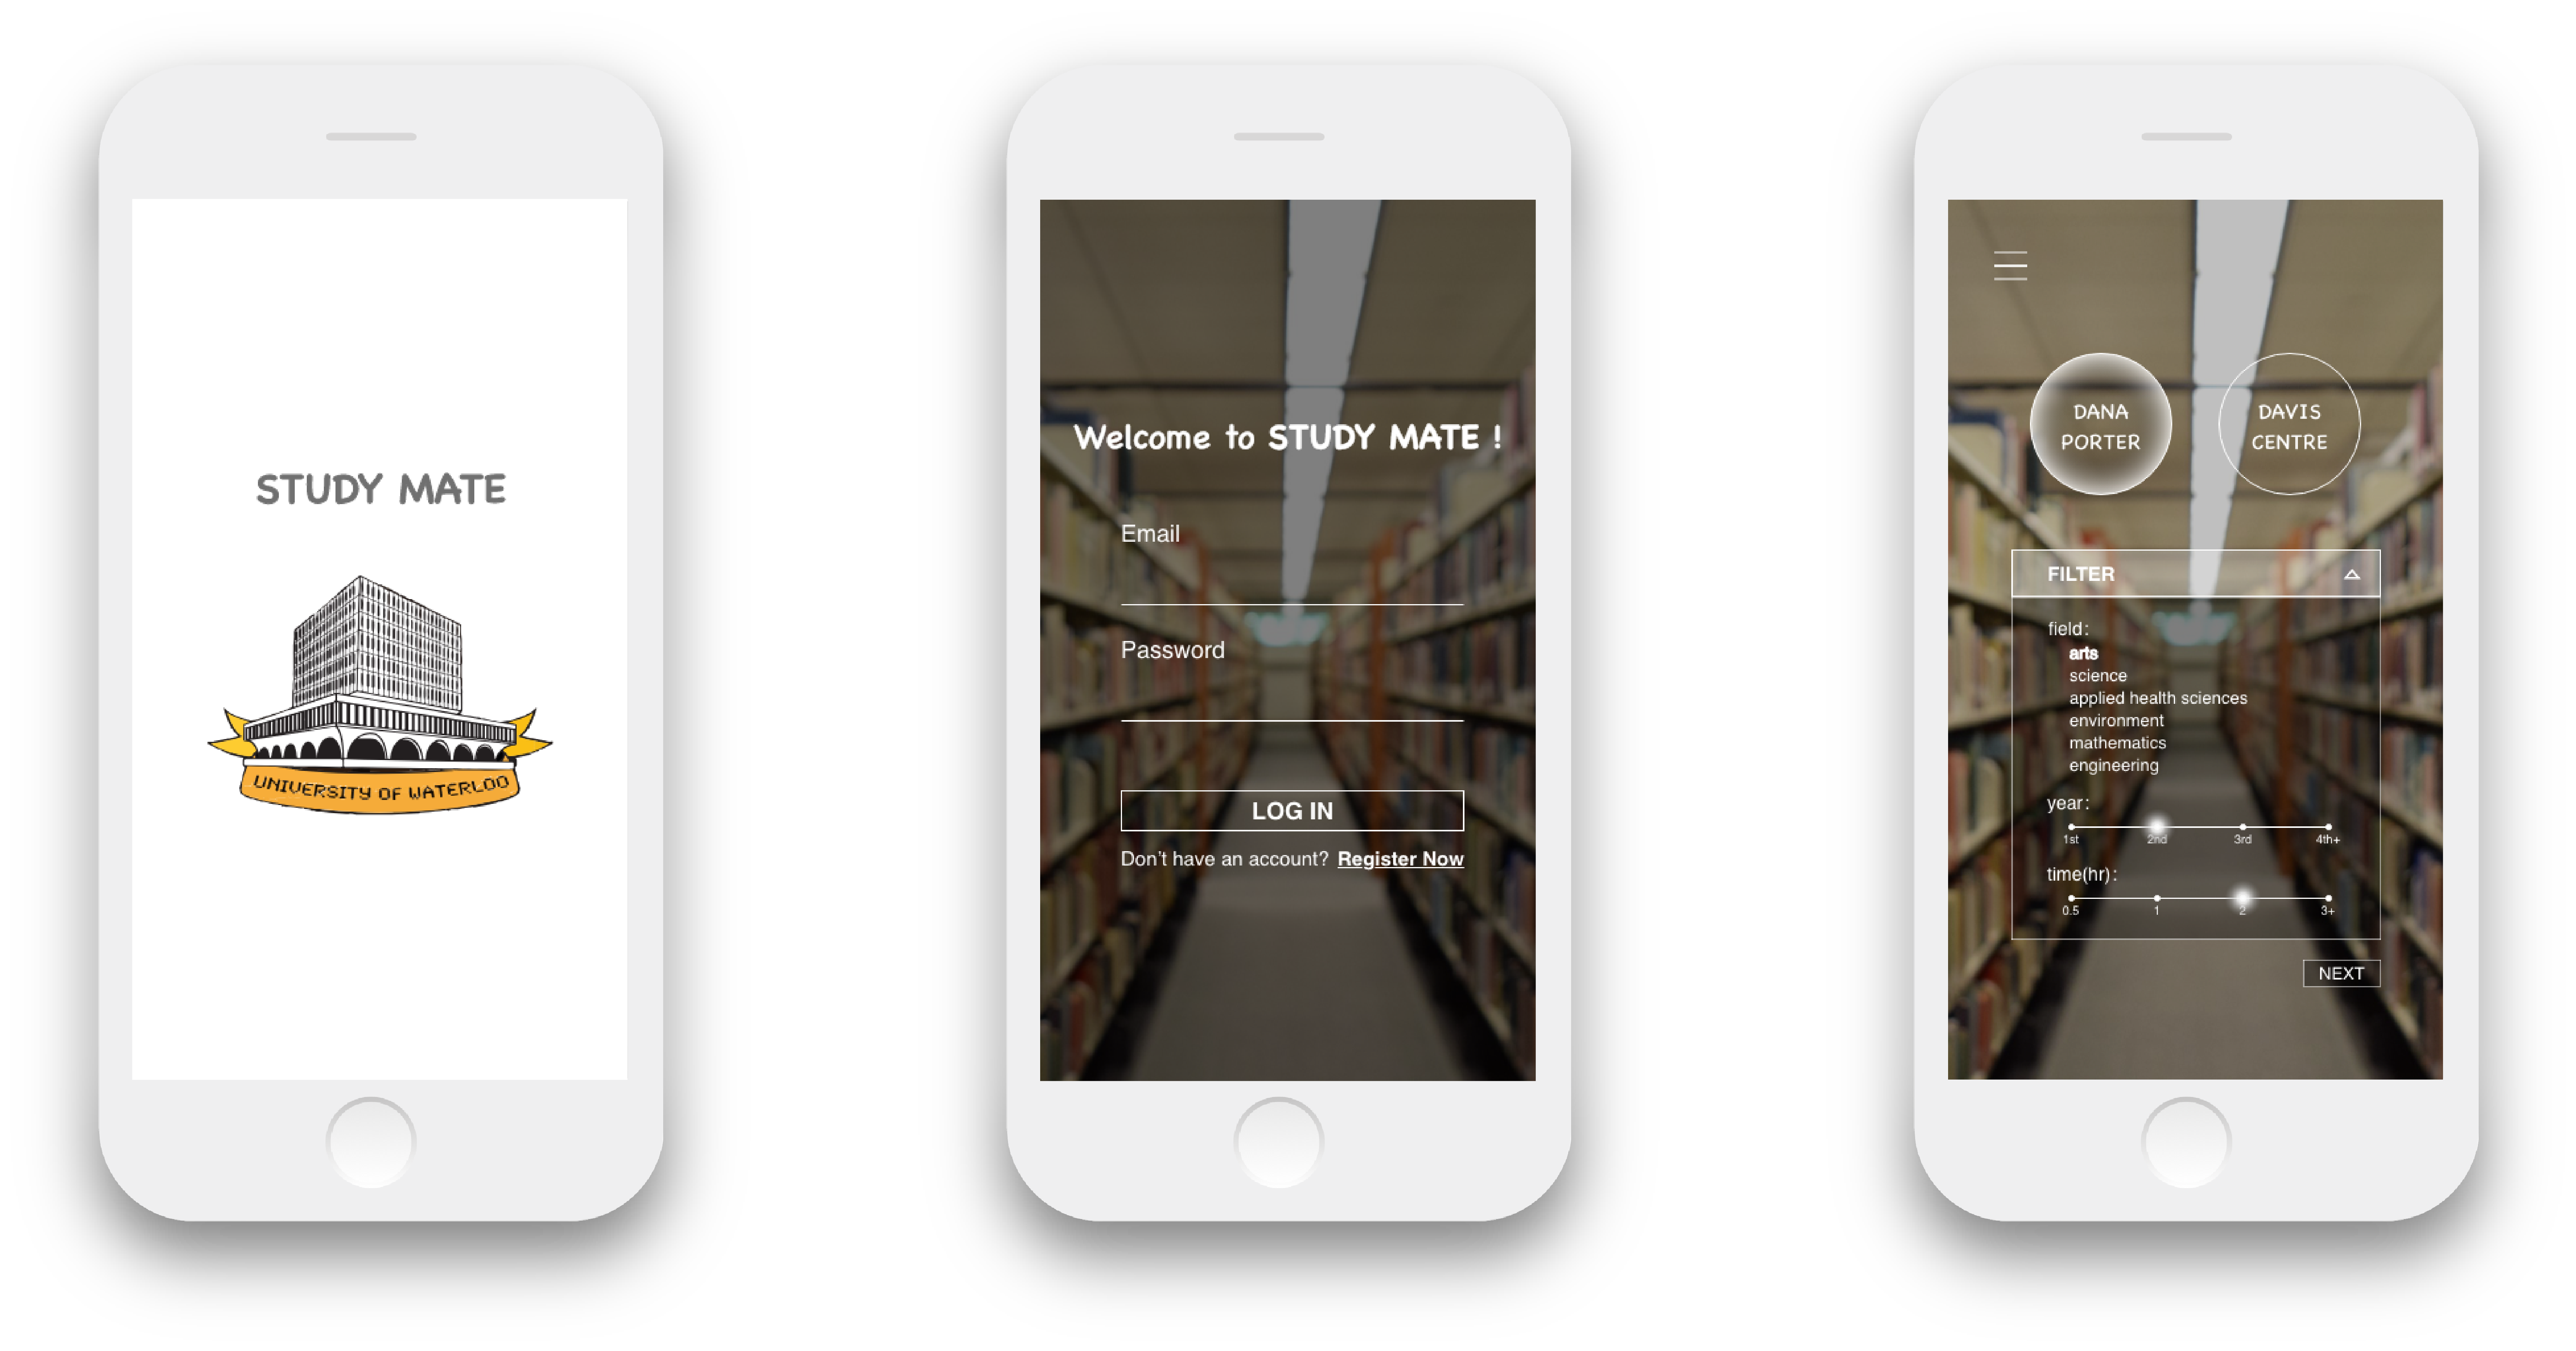 STUDY MATE
UNIVERSITY OF WATERLOO
Welcome to STUDY MATE !
Email
Password
LOG IN
Don't have an account? Register Now
DANA
PORTER
DAVIS
CENTRE
FILTER
field:
arts
science
applied health sciences
environment
mathematics
engineering
year:
1st 2nd 3rd 4th+
time(hr):
0.5 1 2 3+
NEXT